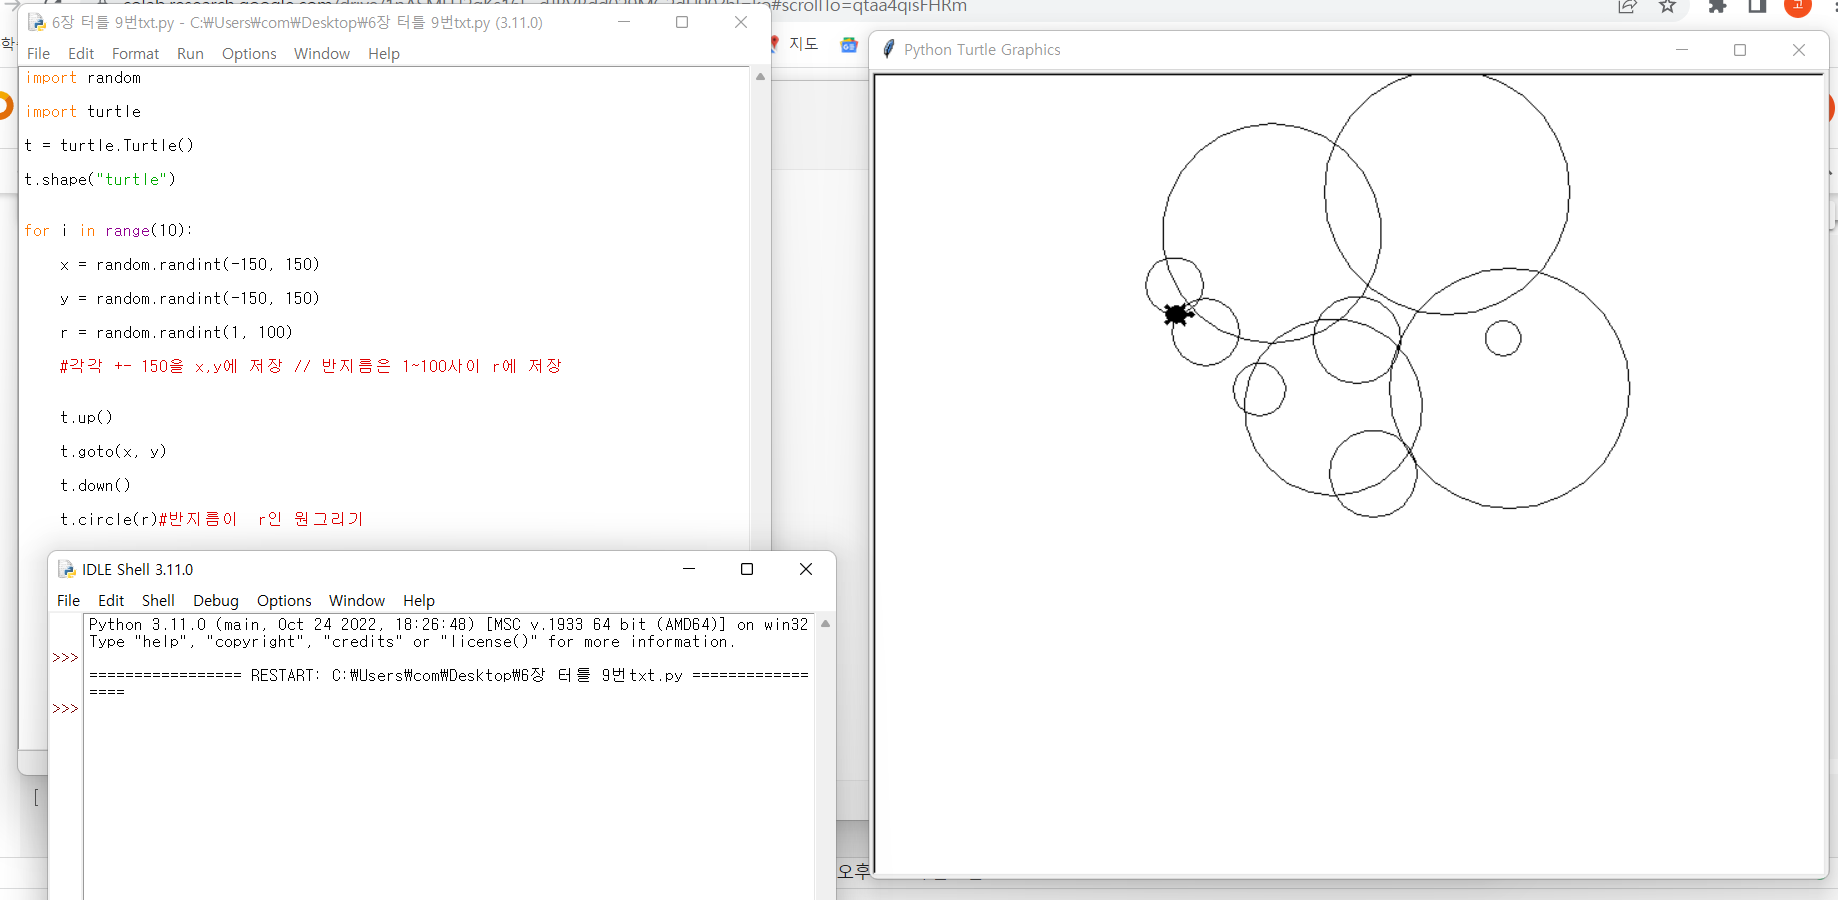 지도
6장 터틀 9번txt.py - C:₩Users₩com₩Desktop₩6장 터틀 9번txt.py (3.11.0)
File Edit Format Run Options Window Help
import random
import turtle
t = turtle.Turtle()
t.shape("turtle")
for i in range(10):
x = random.randint(-150, 150)
y = random.randint(-150, 150)
r = random.randint(1, 100)
#각각 +- 150을 x,y에 저장 // 반지름은 1~100사이 r에 저장
t.up()
t.goto(x, y)
t.down()
t.circle(r)#반지름이  r인 원그리기
IDLE Shell 3.11.0
File Edit Shell Debug Options Window Help
Python 3.11.0 (main, Oct 24 2022, 18:26:48) [MSC v.1933 64 bit (AMD64)] on win32
Type "help", "copyright", "credits" or "license()" for more information.
>>>
================= RESTART: C:₩Users₩com₩Desktop₩6장 터틀 9번txt.py =============
====
>>>
Python Turtle Graphics
오후